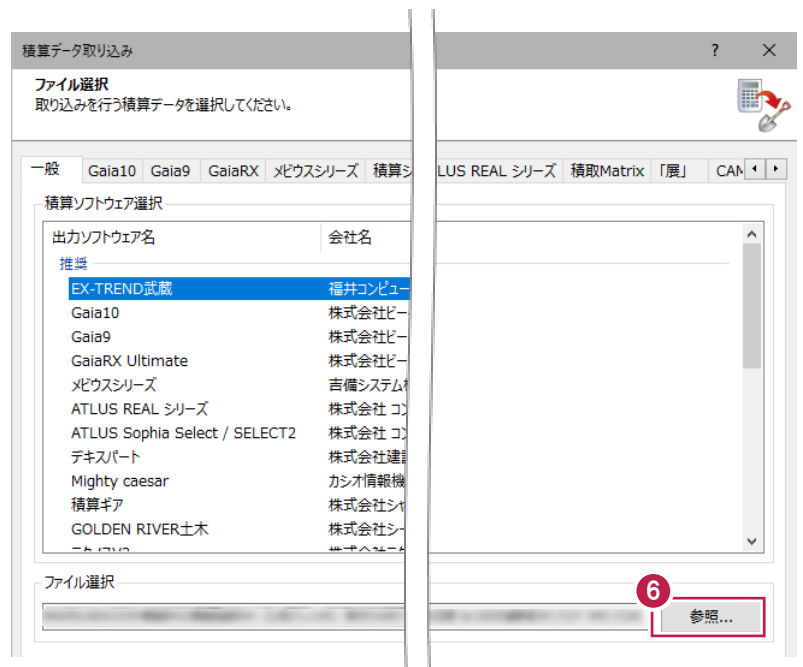 積算データ取り込み ?
ファイル選択
取り込みを行う積算データを選択してください。
一般 Gaia10 Gaia9 GaiaRX メビウスシリーズ 積算シ LUS REAL シリーズ 積取Matrix 「展」 CAM
積算ソフトウェア選択
出力ソフトウェア名 会社名
推奨
EX-TREND武蔵 福井コンピュー
Gaia10 株式会社ビー
Gaia9 株式会社ビー
GaiaRX Ultimate 株式会社ビー
メビウスシリーズ 吉備システム
ATLUS REAL シリーズ 株式会社 コン
ATLUS Sophia Select / SELECT2 株式会社 コン
デキスパート 株式会社建設
Mighty caesar カシオ情報機
積算ギア 株式会社シャ
GOLDEN RIVER土木 株式会社シー
ファイル選択
6
参照...